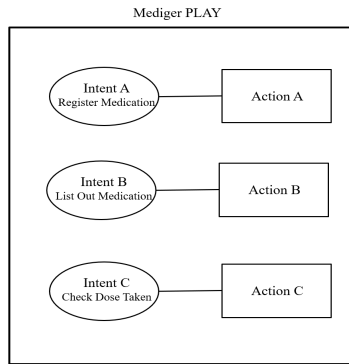 Mediger PLAY
Intent A
Register Medication
Action A
Intent B
List Out Medication
Action B
Intent C
Check Dose Taken
Action C